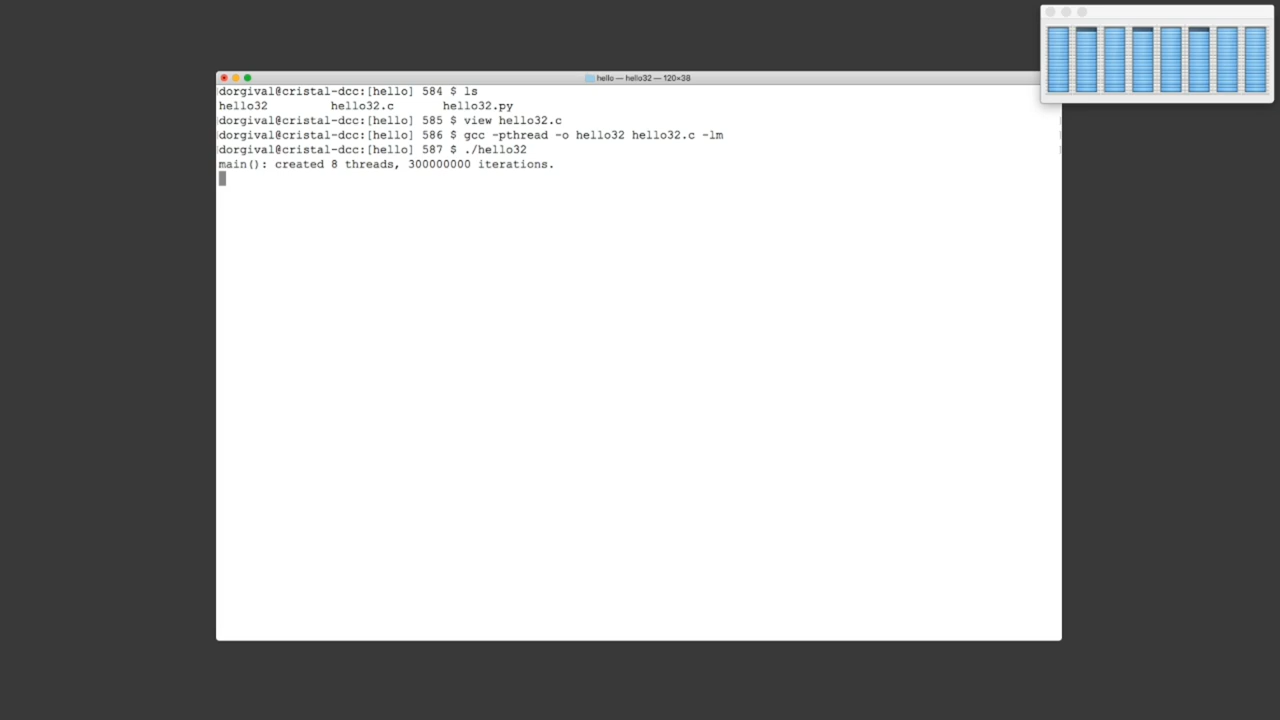 hello — hello32 — 120×38
dorgival@cristal-dcc:[hello] 584 $ ls
hello32 hello32.c hello32.py
dorgival@cristal-dcc:[hello] 585 $ view hello32.c
dorgival@cristal-dcc:[hello] 586 $ gcc -pthread -o hello32 hello32.c -lm
dorgival@cristal-dcc:[hello] 587 $ ./hello32
main(): created 8 threads, 300000000 iterations.